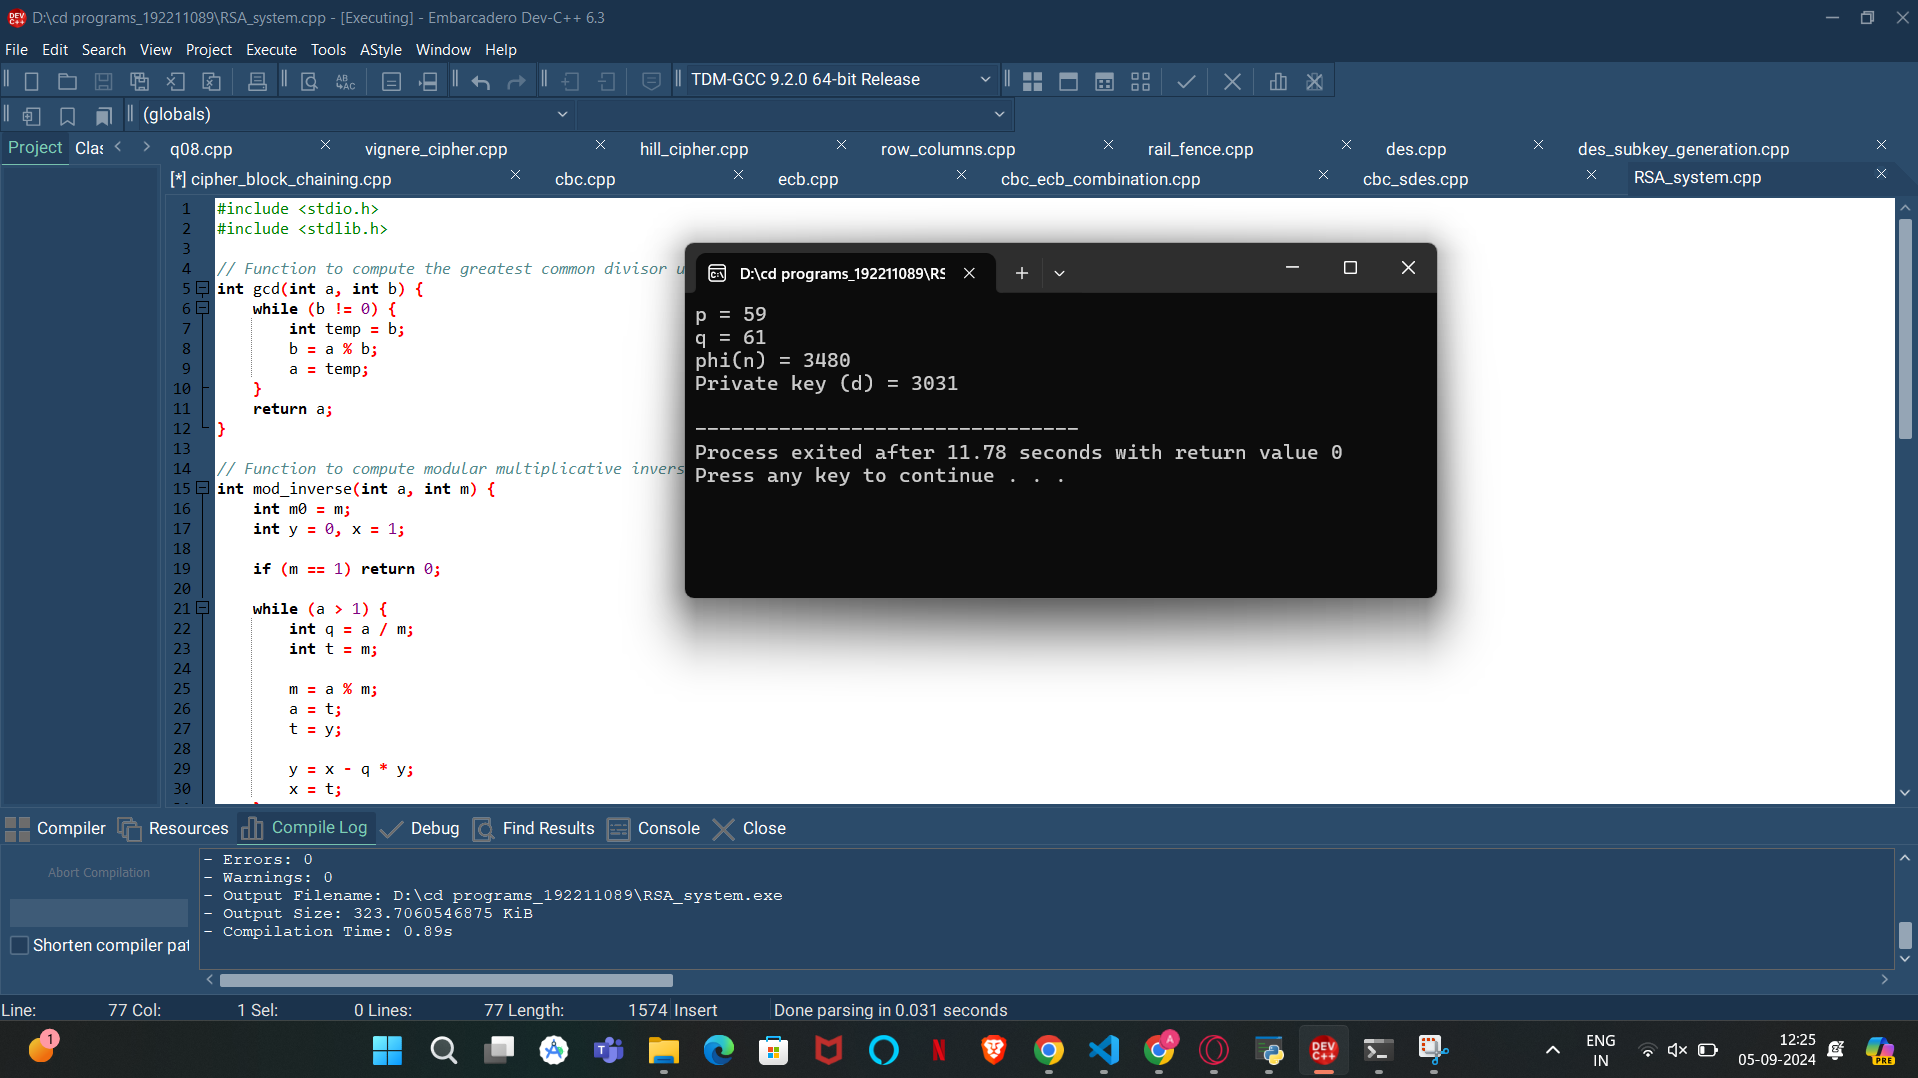 D:\cd programs_192211089\RSA_system.cpp - [Executing] - Embarcadero Dev-C++ 6.3
File Edit Search View Project Execute Tools AStyle Window Help
TDM-GCC 9.2.0 64-bit Release
(globals)
Project Clas
q08.cpp vignere_cipher.cpp hill_cipher.cpp row_columns.cpp rail_fence.cpp des.cpp des_subkey_generation.cpp
[*] cipher_block_chaining.cpp cbc.cpp ecb.cpp cbc_ecb_combination.cpp cbc_sdes.cpp RSA_system.cpp
1 #include <stdio.h>
2 #include <stdlib.h>
3
4 // Function to compute the greatest common divisor u
5 int gcd(int a, int b) {
6 while (b != 0) {
7 int temp = b;
8 b = a % b;
9 a = temp;
10 }
11 return a;
12 }
13
14 // Function to compute modular multiplicative invers
15 int mod_inverse(int a, int m) {
16 int m0 = m;
17 int y = 0, x = 1;
18
19 if (m == 1) return 0;
20
21 while (a > 1) {
22 int q = a / m;
23 int t = m;
24
25 m = a % m;
26 a = t;
27 t = y;
28
29 y = x - q * y;
30 x = t;
D:\cd programs_192211089\RS
p = 59
q = 61
phi(n) = 3480
Private key (d) = 3031
--------------------------------
Process exited after 11.78 seconds with return value 0
Press any key to continue . . .
Compiler Resources Compile Log Debug Find Results Console Close
Abort Compilation
Shorten compiler pat
- Errors: 0
- Warnings: 0
- Output Filename: D:\cd programs_192211089\RSA_system.exe
- Output Size: 323.7060546875 KiB
- Compilation Time: 0.89s
Line: 77 Col: 1 Sel: 0 Lines: 77 Length: 1574 Insert Done parsing in 0.031 seconds
1
DEV C++
A
PRE
ENG
IN
12:25
05-09-2024